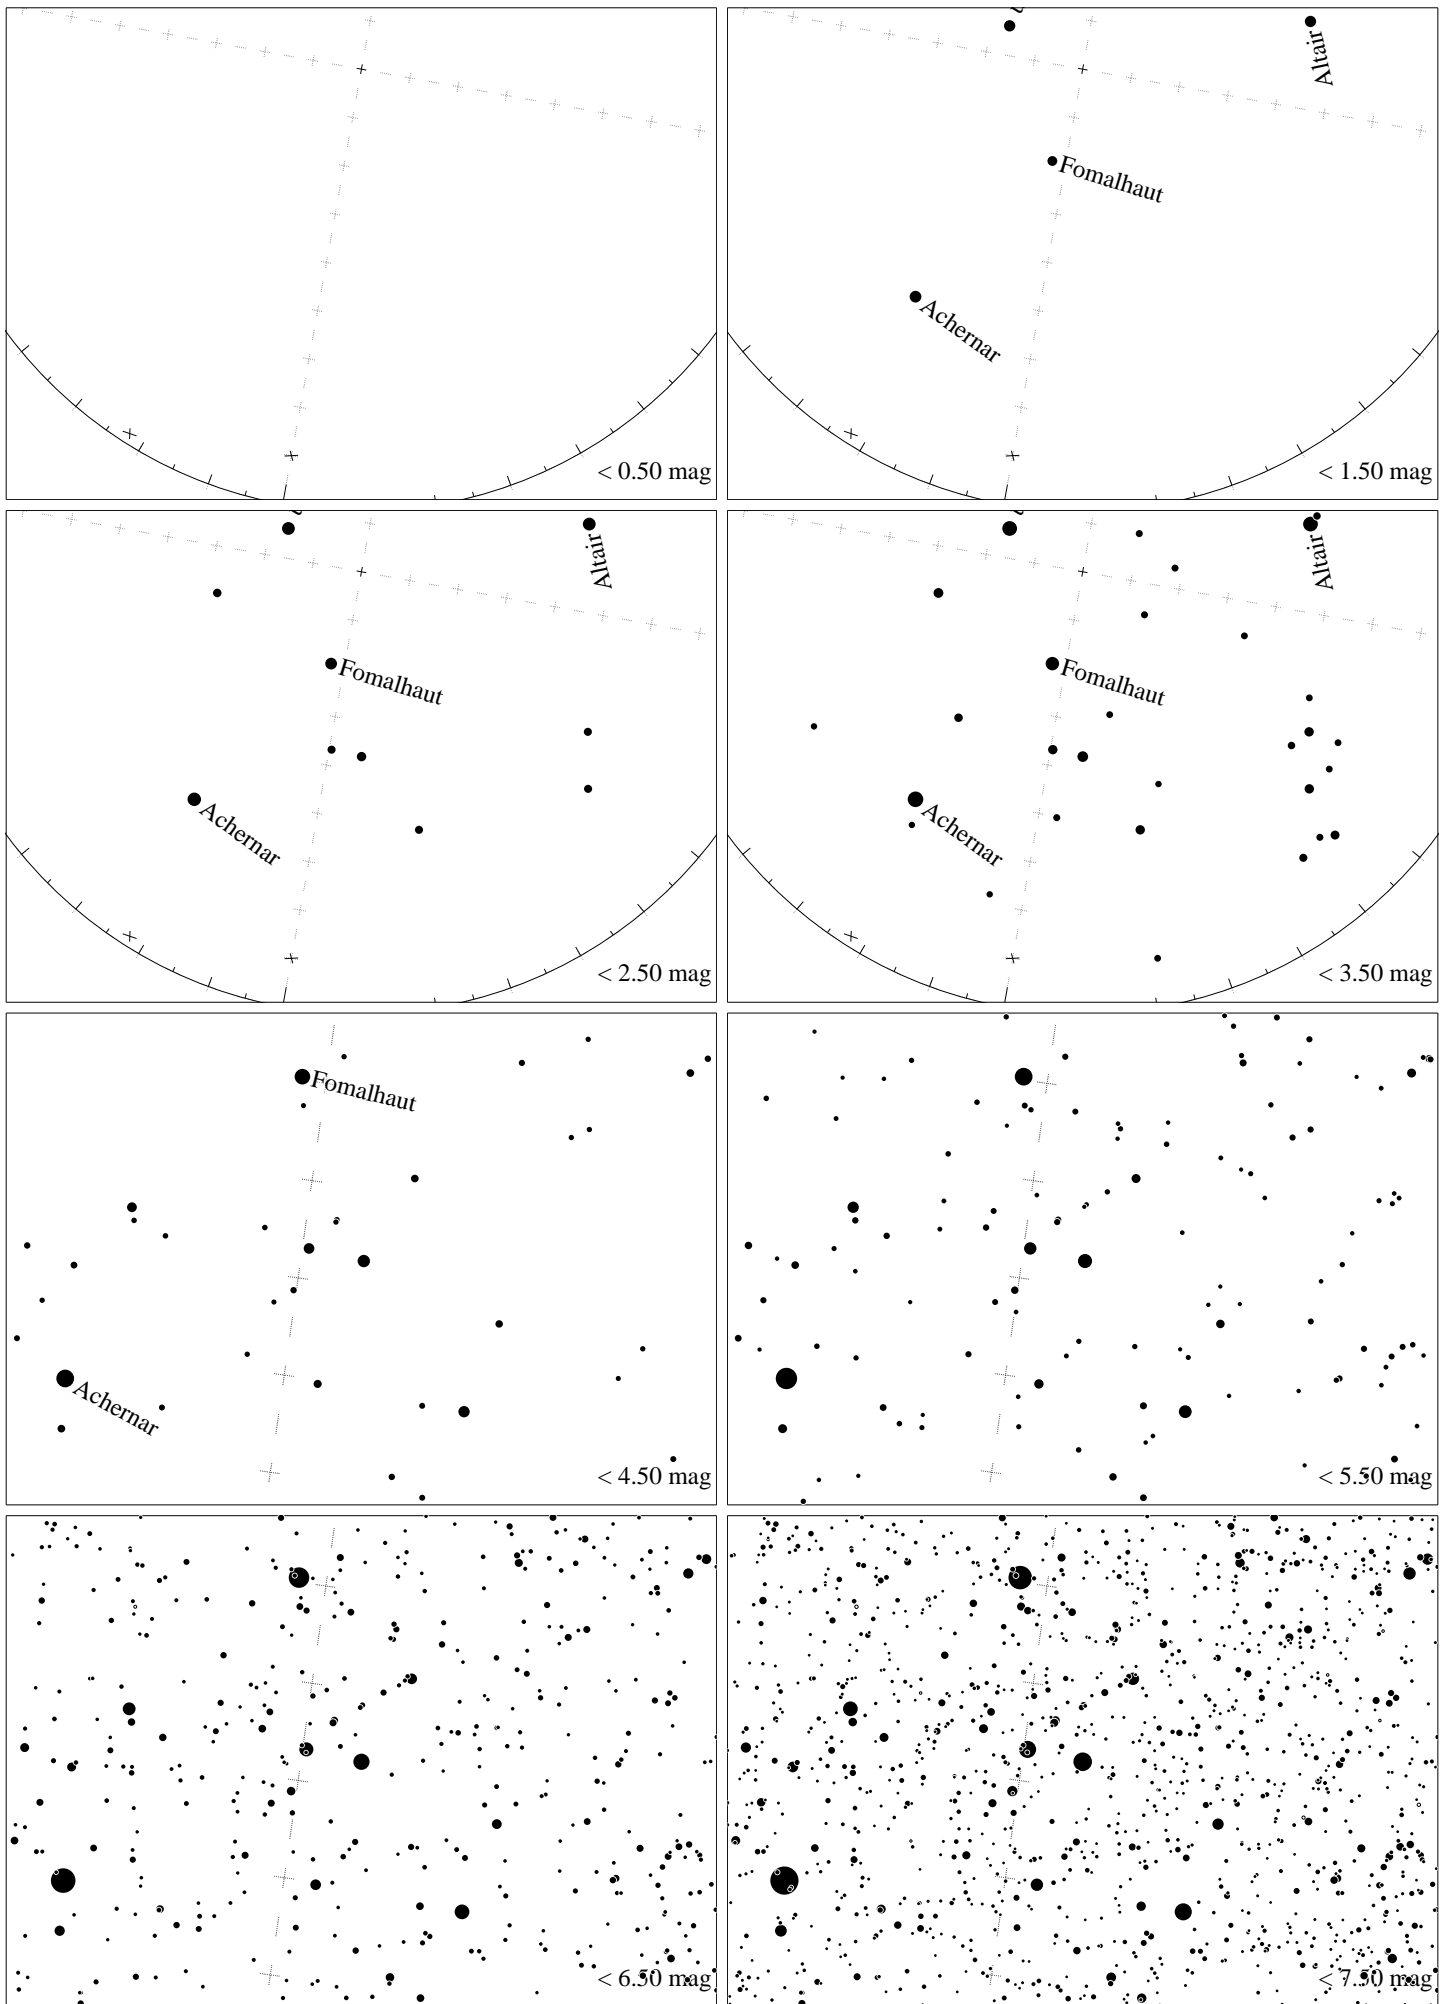 < 0.50 mag
Altair
Fomalhaut
Achernar
< 1.50 mag
Altair
Fomalhaut
Achernar
< 2.50 mag
Altair
Fomalhaut
Achernar
< 3.50 mag
Fomalhaut
Achernar
< 4.50 mag
< 5.50 mag
< 6.50 mag
< 7.50 mag